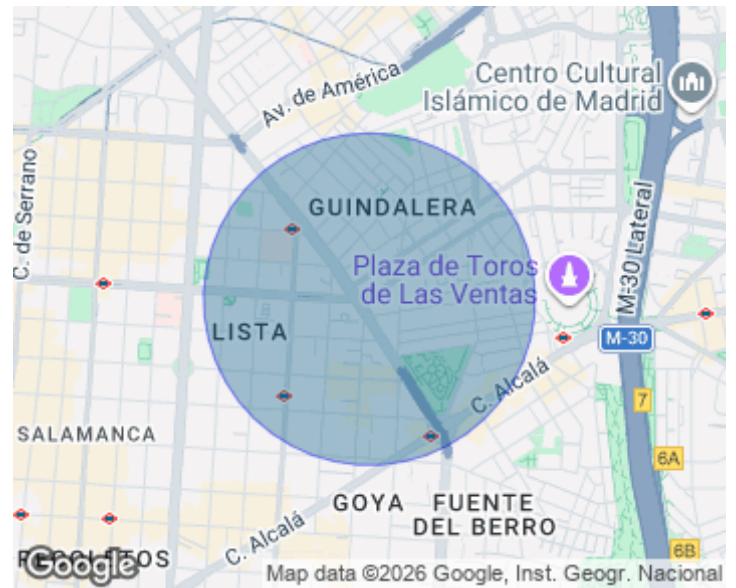 Centro Cultural
Islámico de Madrid
Av. de América
C. de Serrano
GUINDALERA
M-30 Lateral
Plaza de Toros
de Las Ventas
LISTA
M-30
C. Alcalá
7
SALAMANCA
6A
GOYA
FUENTE
DEL BERRO
C. Alcalá
6B
Google
Map data ©2026 Google, Inst. Geogr. Nacional